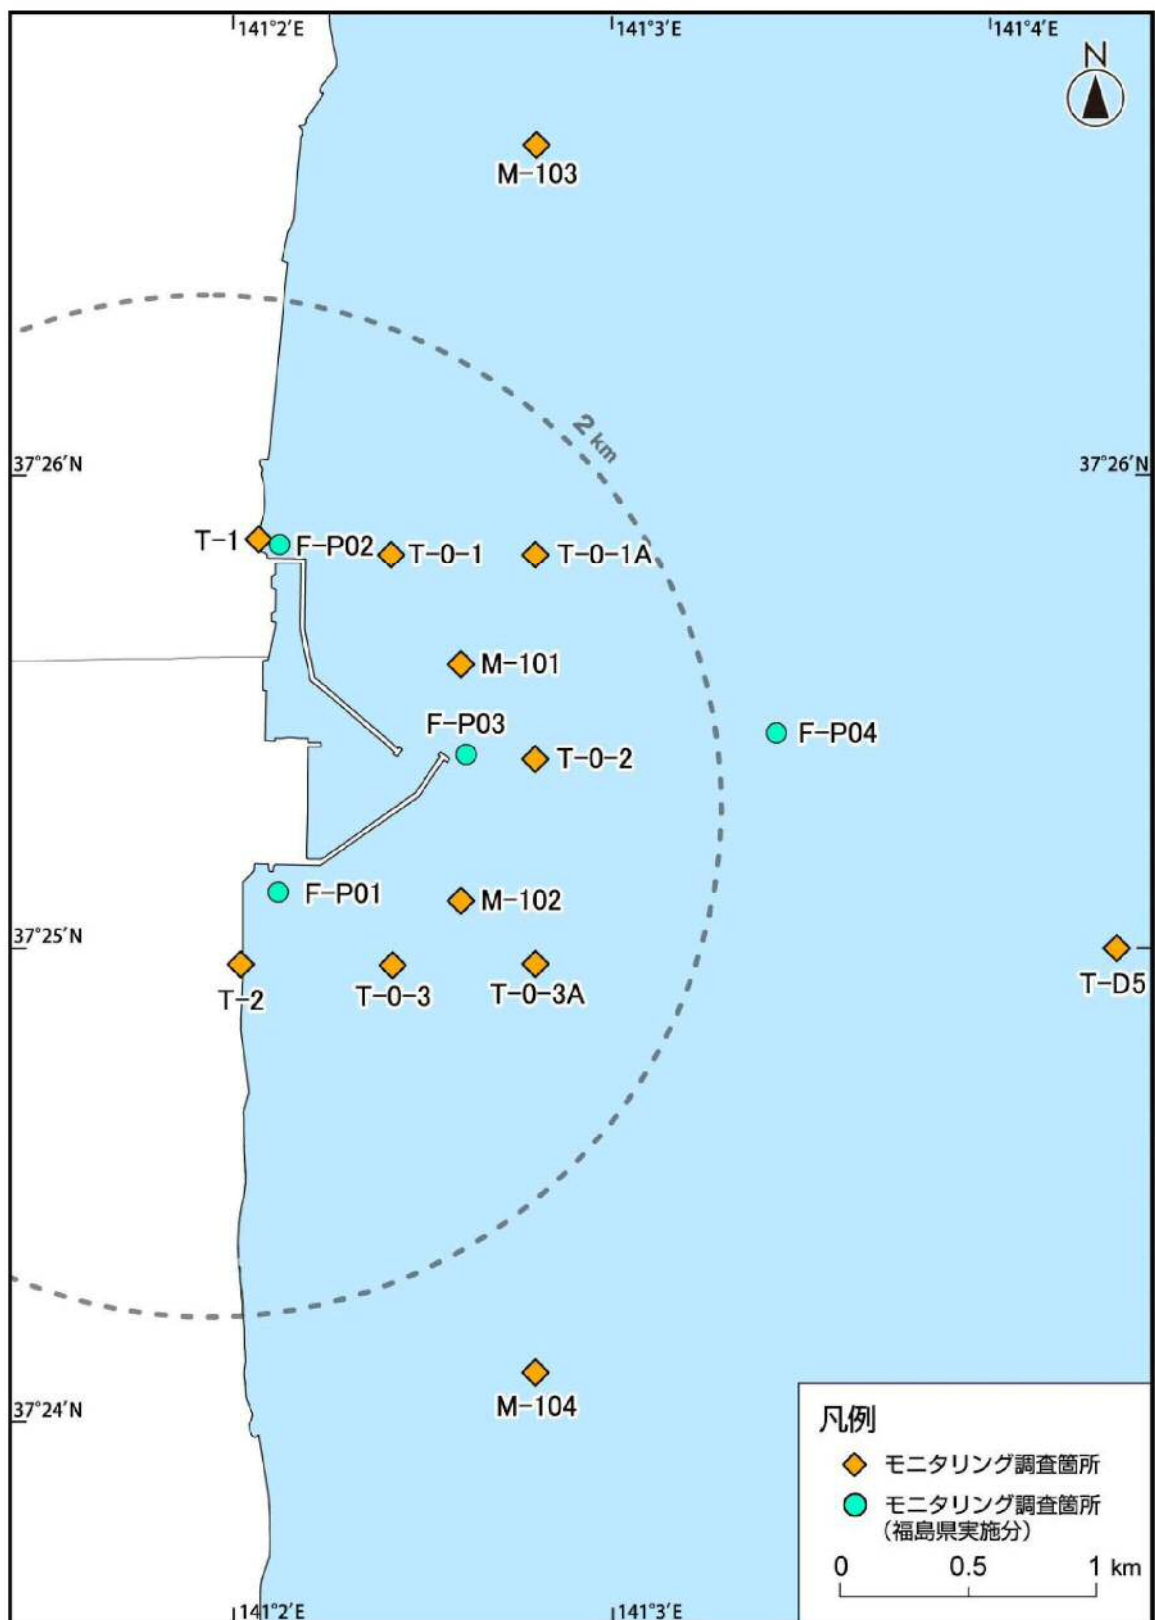 141°2′E
141°3′E
141°4′E
N
M-103
2 km
37°26′N
37°26′N
T-1
F-P02
T-0-1
T-0-1A
M-101
F-P03
F-P04
T-0-2
F-P01
M-102
37°25′N
T-2
T-0-3
T-0-3A
T-D5
M-104
37°24′N
凡例
モニタリング調査箇所
モニタリング調査箇所
(福島県実施分)
0 0.5 1 km
141°2′E
141°3′E